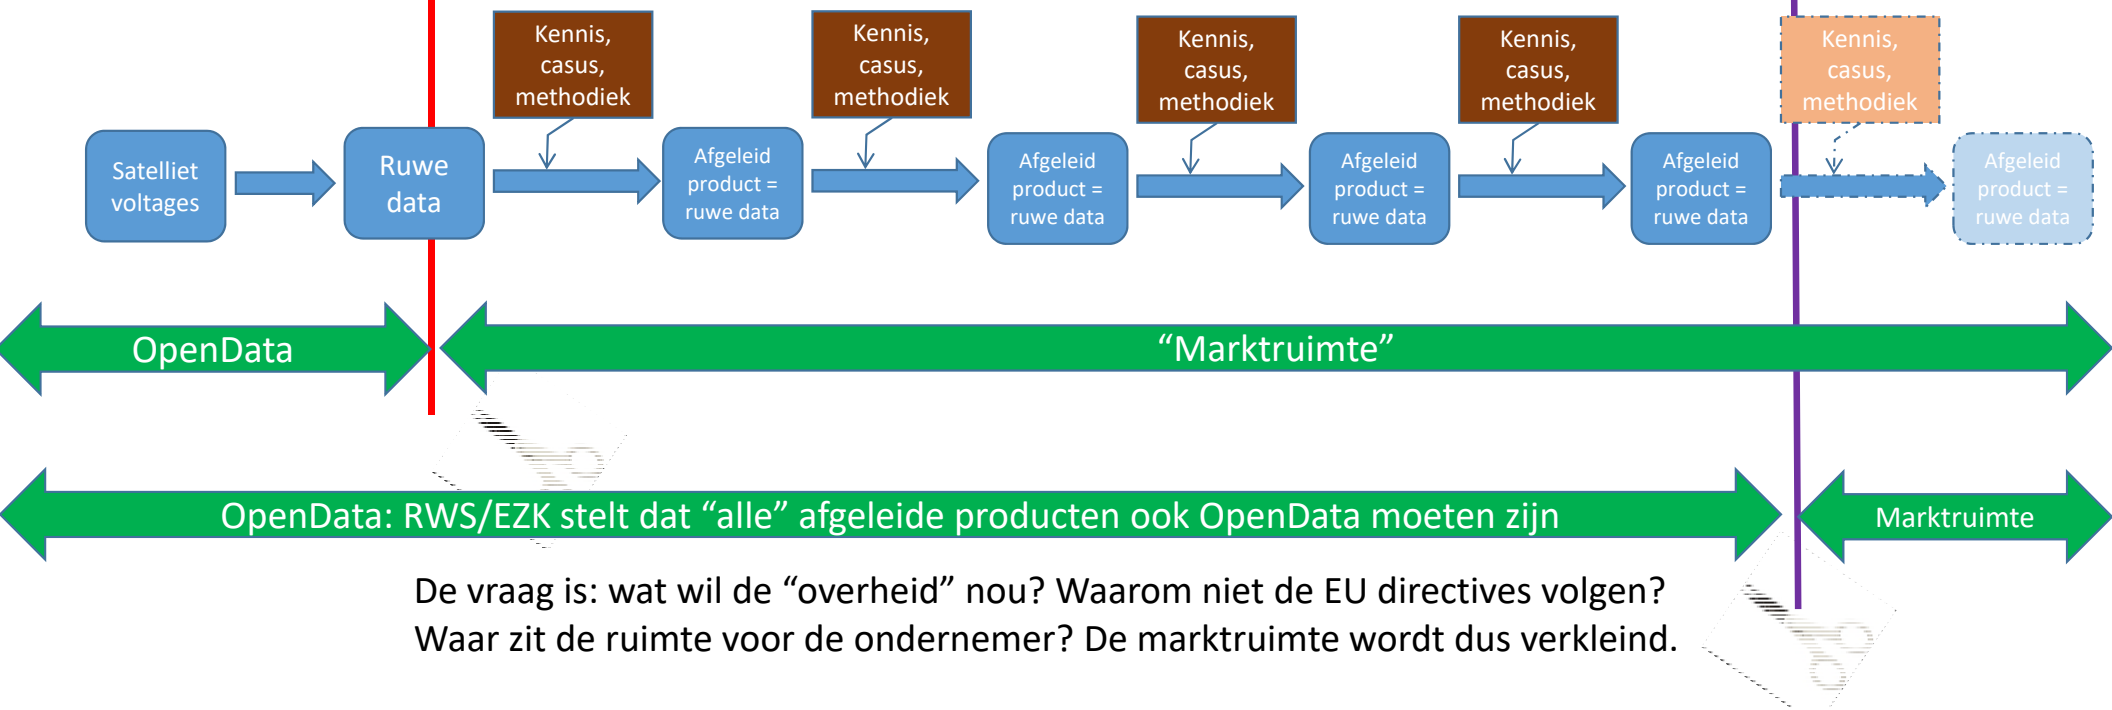 Kennis,
casus,
methodiek
Kennis,
casus,
methodiek
Kennis,
casus,
methodiek
Kennis,
casus,
methodiek
Kennis,
casus,
methodiek
Satelliet
voltages
Ruwe
data
Afgeleid
product =
ruwe data
Afgeleid
product =
ruwe data
Afgeleid
product =
ruwe data
Afgeleid
product =
ruwe data
Afgeleid
product =
ruwe data
OpenData
“Marktruimte”
OpenData: RWS/EZK stelt dat “alle” afgeleide producten ook OpenData moeten zijn
Marktruimte
De vraag is: wat wil de “overheid” nou? Waarom niet de EU directives volgen?
Waar zit de ruimte voor de ondernemer? De marktruimte wordt dus verkleind.